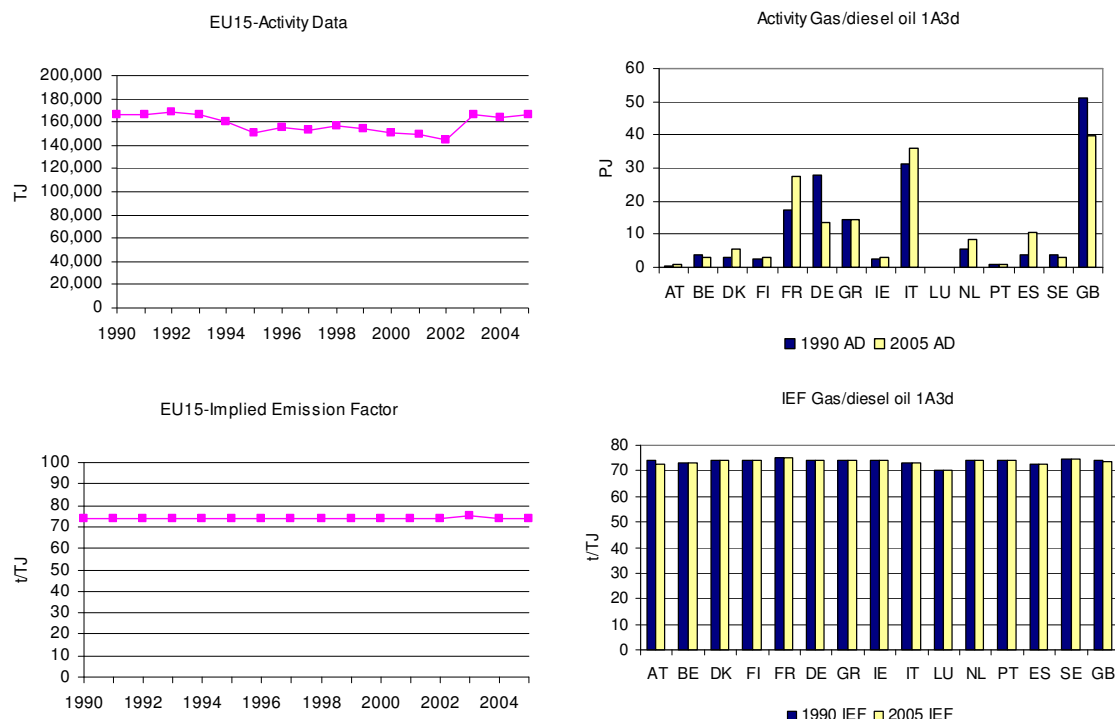 EU15-Activity Data
TJ
200,000
180,000
160,000
140,000
120,000
100,000
80,000
60,000
40,000
20,000
0
1990 1992 1994 1996 1998 2000 2002 2004
Activity Gas/diesel oil 1A3d
PJ
60
50
40
30
20
10
0
AT BE DK FI FR DE GR IE IT LU NL PT ES SE GB
1990 AD 2005 AD
EU15-Implied Emission Factor
t/TJ
100
90
80
70
60
50
40
30
20
10
0
1990 1992 1994 1996 1998 2000 2002 2004
IEF Gas/diesel oil 1A3d
t/TJ
80
70
60
50
40
30
20
10
0
AT BE DK FI FR DE GR IE IT LU NL PT ES SE GB
1990 IEF 2005 IEF